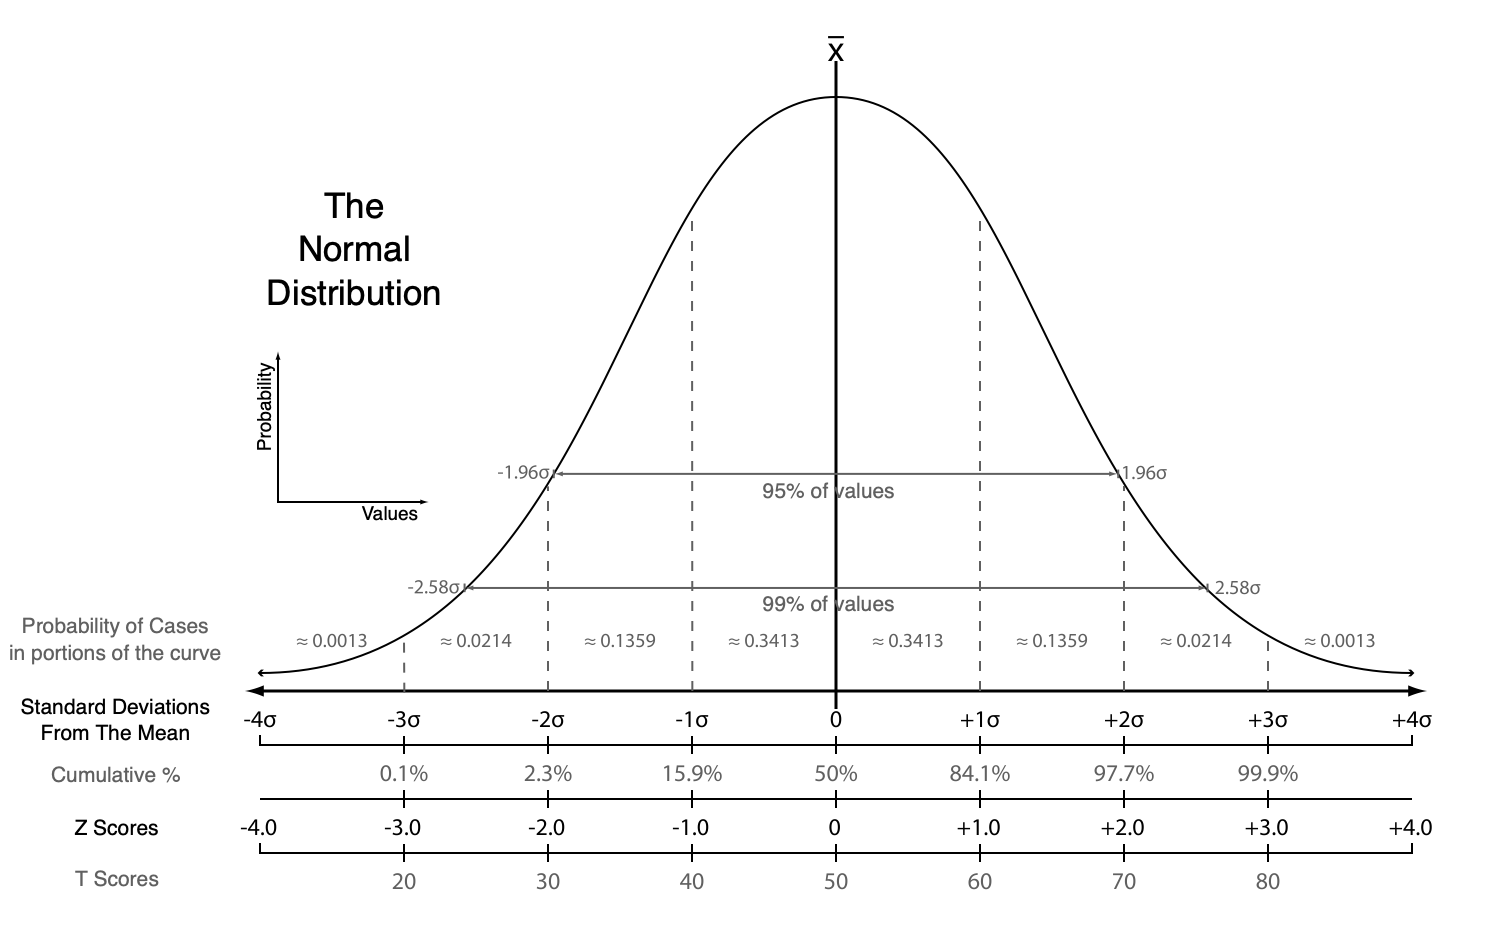 x̅
The
Normal
Distribution
Probability
Values
-1.96σ 1.96σ
95% of values
-2.58σ 2.58σ
99% of values
Probability of Cases
in portions of the curve
≈ 0.0013 ≈ 0.0214 ≈ 0.1359 ≈ 0.3413 ≈ 0.3413 ≈ 0.1359 ≈ 0.0214 ≈ 0.0013
Standard Deviations
From The Mean
-4σ -3σ -2σ -1σ 0 +1σ +2σ +3σ +4σ
Cumulative % 0.1% 2.3% 15.9% 50% 84.1% 97.7% 99.9%
Z Scores -4.0 -3.0 -2.0 -1.0 0 +1.0 +2.0 +3.0 +4.0
T Scores 20 30 40 50 60 70 80